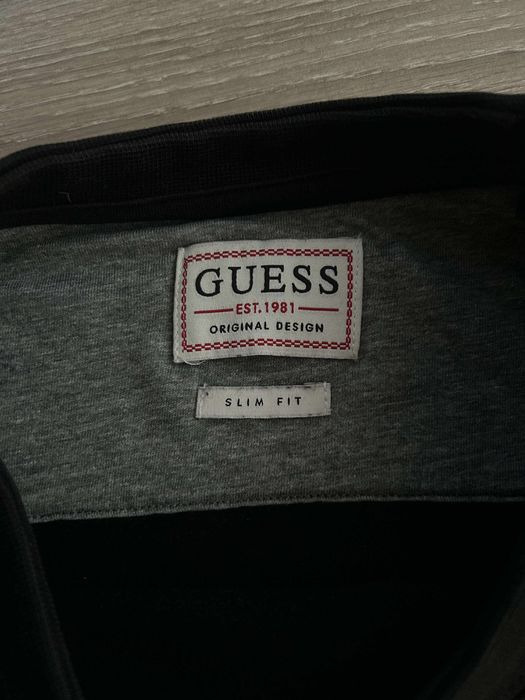 GUESS
EST. 1981
ORIGINAL DESIGN
SLIM FIT